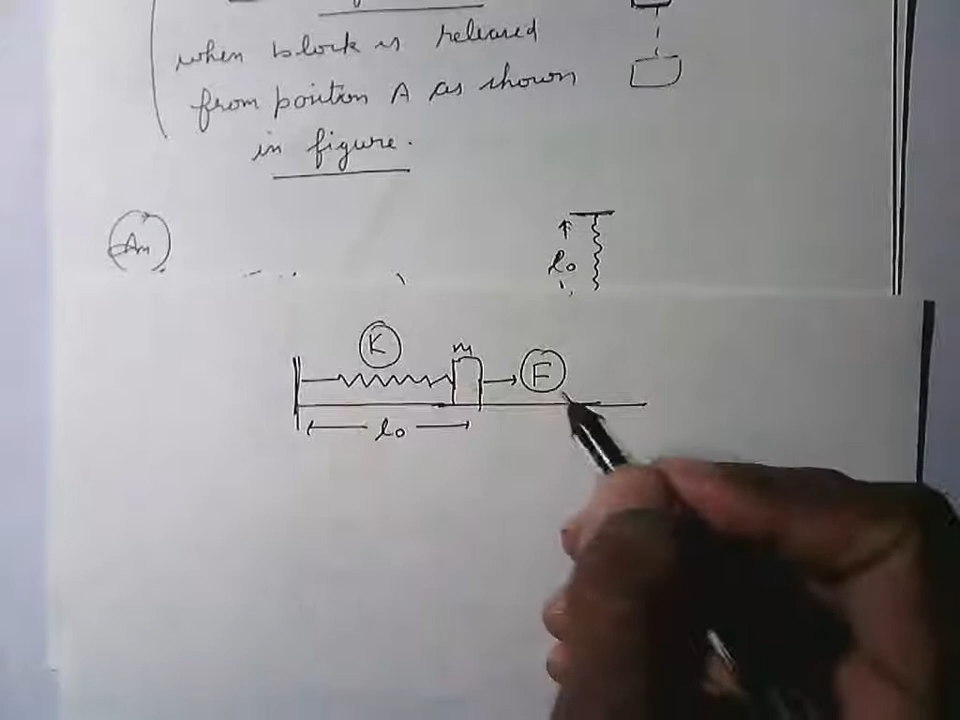 when block is released
from position A as shown
in figure.
Ans
l₀
K
m
F
l₀